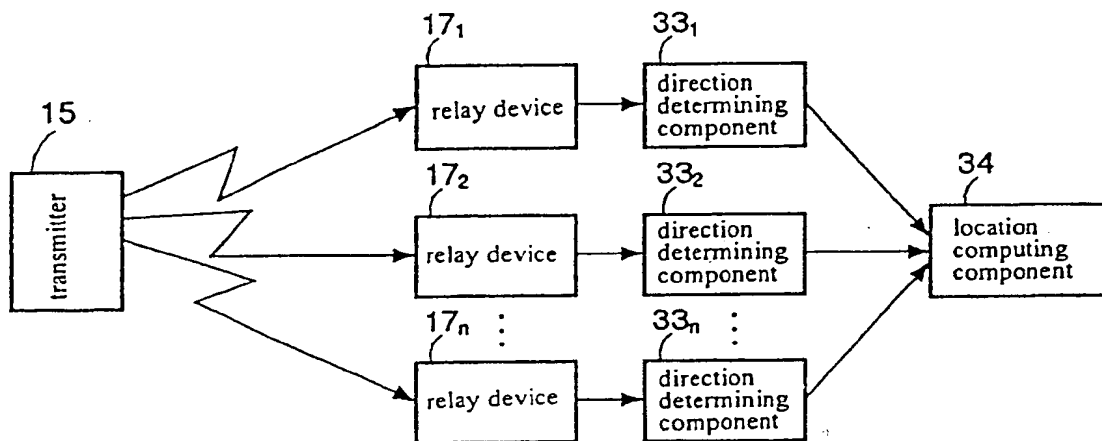 15
transmitter
17₁
relay device
33₁
direction
determining
component
17₂
relay device
33₂
direction
determining
component
17ₙ
relay device
33ₙ
direction
determining
component
34
location
computing
component